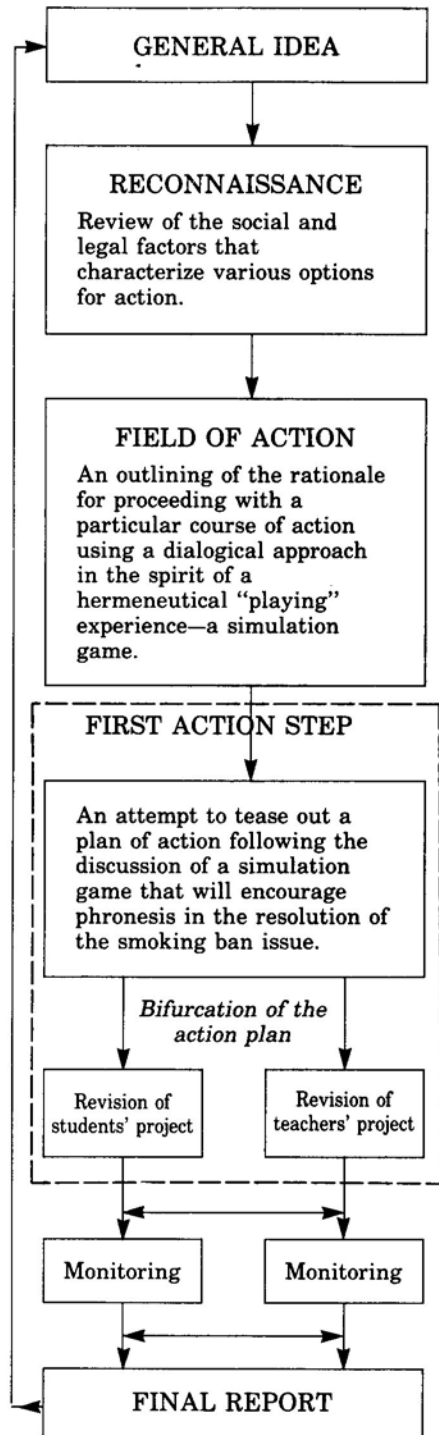 GENERAL IDEA
RECONNAISSANCE
Review of the social and
legal factors that
characterize various options
for action.
FIELD OF ACTION
An outlining of the rationale
for proceeding with a
particular course of action
using a dialogical approach
in the spirit of a
hermeneutical “playing”
experience—a simulation
game.
FIRST ACTION STEP
An attempt to tease out a
plan of action following the
discussion of a simulation
game that will encourage
phronesis in the resolution of
the smoking ban issue.
Bifurcation of the
action plan
Revision of
students’ project
Revision of
teachers’ project
Monitoring
Monitoring
FINAL REPORT